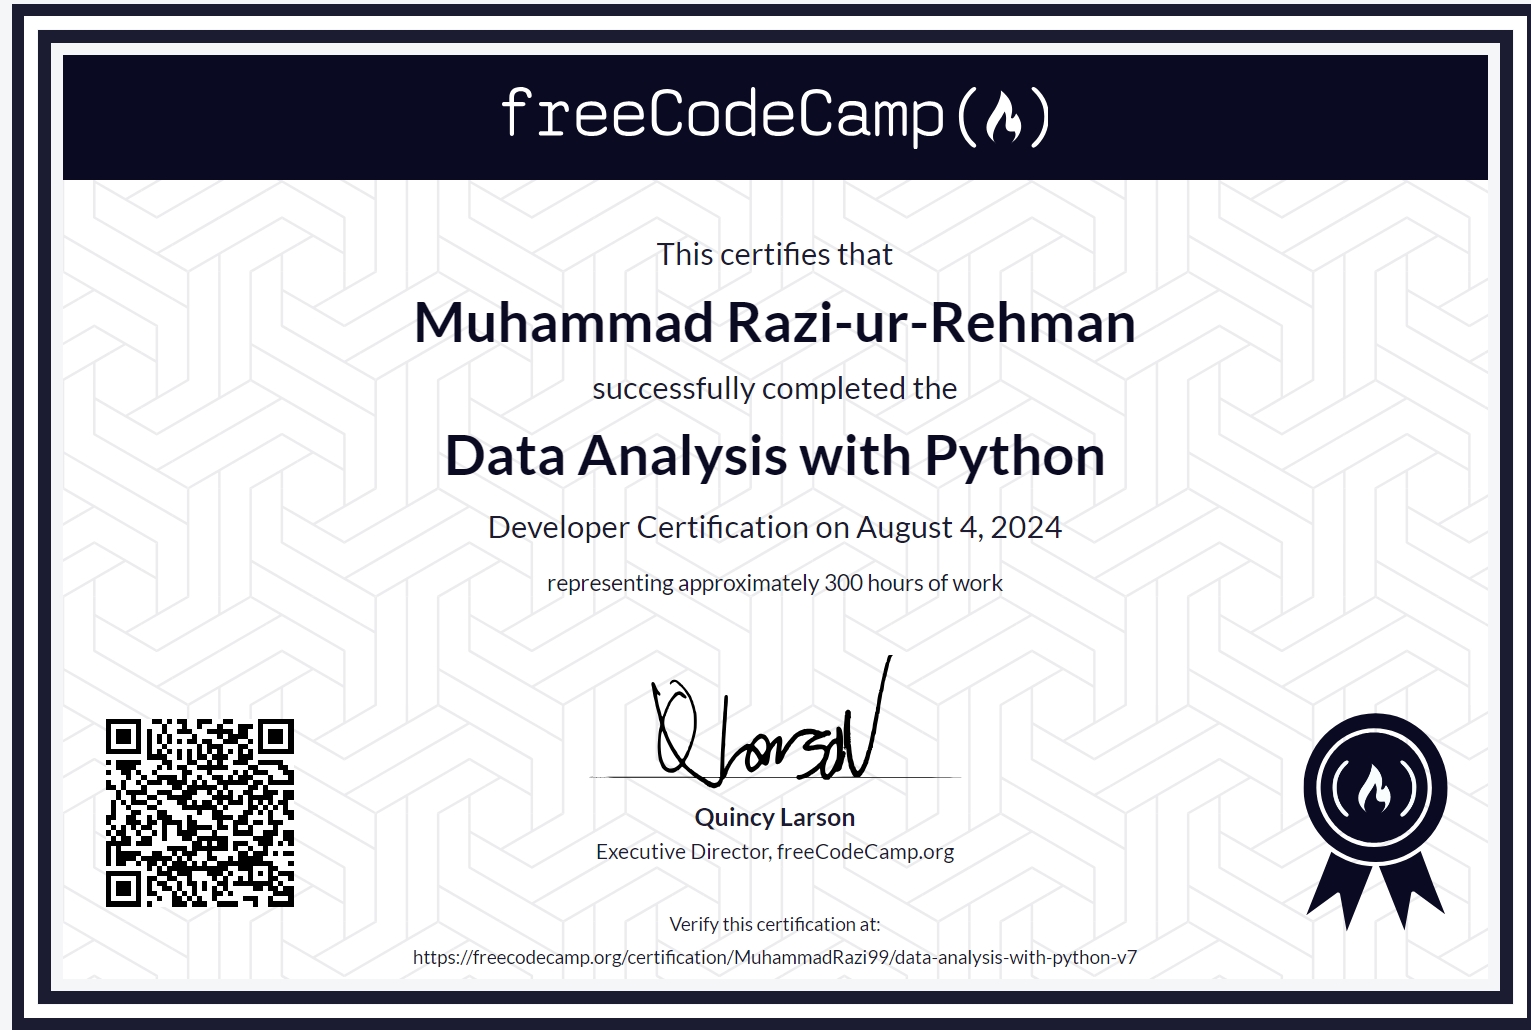 freeCodeCamp
This certifies that
Muhammad Razi-ur-Rehman
successfully completed the
Data Analysis with Python
Developer Certification on August 4, 2024
representing approximately 300 hours of work
Q Larson
Quincy Larson
Executive Director, freeCodeCamp.org
Verify this certification at:
https://freecodecamp.org/certification/MuhammadRazi99/data-analysis-with-python-v7